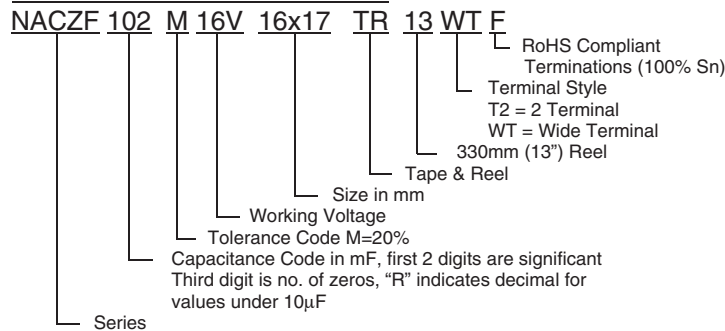 NACZF 102 M 16V 16x17 TR 13 WT F
RoHS Compliant
Terminations (100% Sn)
Terminal Style
T2 = 2 Terminal
WT = Wide Terminal
330mm (13") Reel
Tape & Reel
Size in mm
Working Voltage
Tolerance Code M=20%
Capacitance Code in mF, first 2 digits are significant
Third digit is no. of zeros, “R” indicates decimal for
values under 10μF
Series